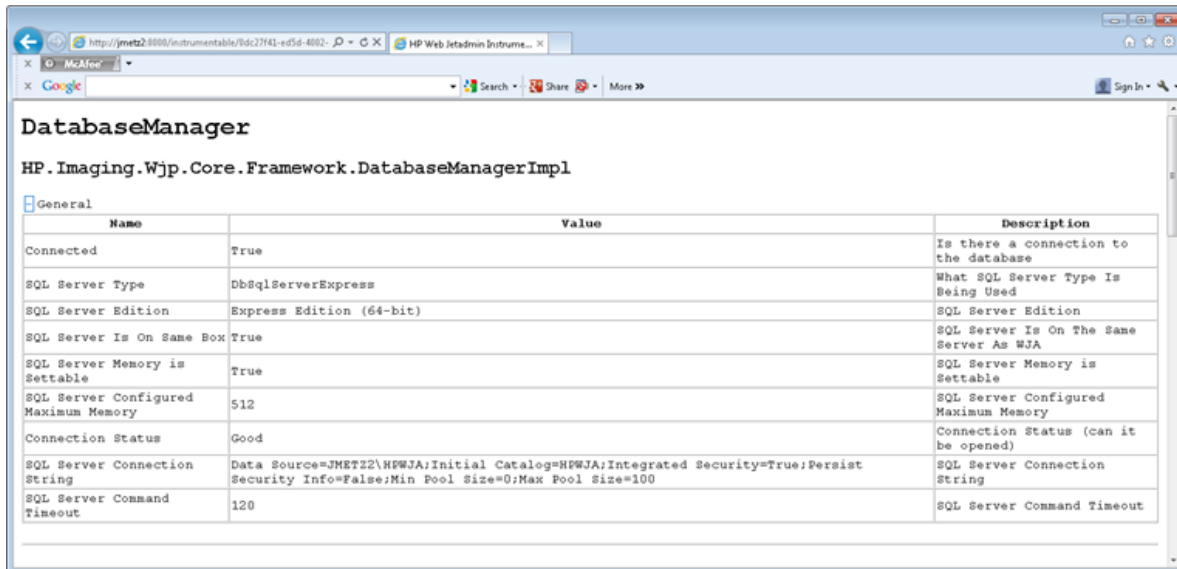 http://jmetz2:8000/instrumentable/8dc27f41-ed5d-4002-
HP Web Jetadmin Instrume...
McAfee
Google
Search
Share
More »
Sign In
DatabaseManager
HP.Imaging.Wjp.Core.Framework.DatabaseManagerImpl
General
Name Value Description
Connected True Is there a connection to
the database
SQL Server Type DbSqlServerExpress What SQL Server Type Is
Being Used
SQL Server Edition Express Edition (64-bit) SQL Server Edition
SQL Server Is On Same Box True SQL Server Is On The Same
Server As WJA
SQL Server Memory is
Settable True SQL Server Memory is
Settable
SQL Server Configured
Maximum Memory 512 SQL Server Configured
Maximum Memory
Connection Status Good Connection Status (can it
be opened)
SQL Server Connection
String Data Source=JMETZ2\HPWJA;Initial Catalog=HPWJA;Integrated Security=True;Persist
Security Info=False;Min Pool Size=0;Max Pool Size=100 SQL Server Connection
String
SQL Server Command
Timeout 120 SQL Server Command Timeout